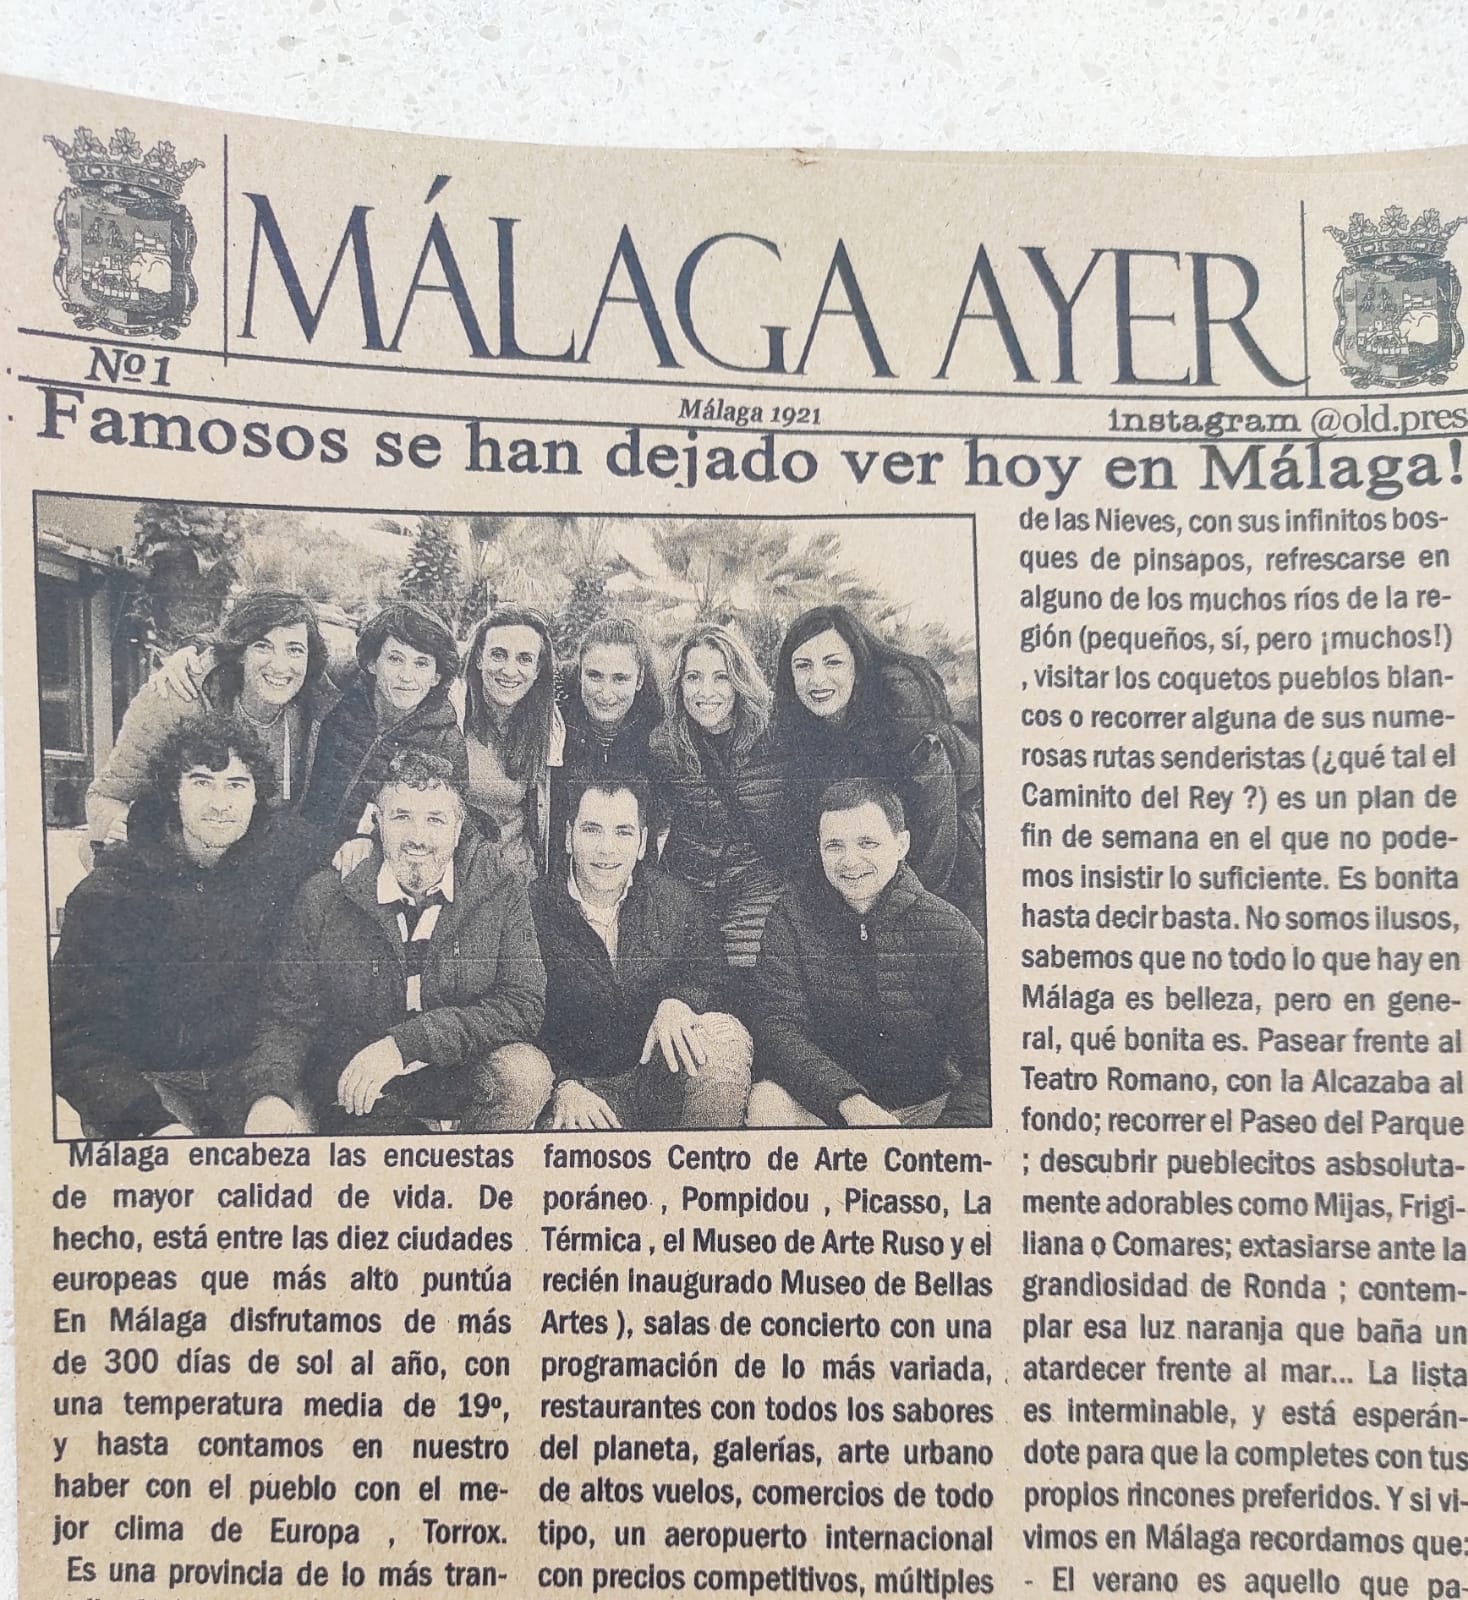 MÁLAGA AYER
Nº1
Málaga 1921
instagram @old.pres
Famosos se han dejado ver hoy en Málaga!
Málaga encabeza las encuestas
de mayor calidad de vida. De
hecho, está entre las diez ciudades
europeas que más alto puntúa
En Málaga disfrutamos de más
de 300 días de sol al año, con
una temperatura media de 19º,
y hasta contamos en nuestro
haber con el pueblo con el me-
jor clima de Europa , Torrox.
Es una provincia de lo más tran-
famosos Centro de Arte Contem-
poráneo , Pompidou , Picasso, La
Térmica , el Museo de Arte Ruso y el
recién inaugurado Museo de Bellas
Artes ), salas de concierto con una
programación de lo más variada,
restaurantes con todos los sabores
del planeta, galerías, arte urbano
de altos vuelos, comercios de todo
tipo, un aeropuerto internacional
con precios competitivos, múltiples
de las Nieves, con sus infinitos bos-
ques de pinsapos, refrescarse en
alguno de los muchos ríos de la re-
gión (pequeños, sí, pero ¡muchos!)
, visitar los coquetos pueblos blan-
cos o recorrer alguna de sus nume-
rosas rutas senderistas (¿qué tal el
Caminito del Rey ?) es un plan de
fin de semana en el que no pode-
mos insistir lo suficiente. Es bonita
hasta decir basta. No somos ilusos,
sabemos que no todo lo que hay en
Málaga es belleza, pero en gene-
ral, qué bonita es. Pasear frente al
Teatro Romano, con la Alcazaba al
fondo; recorrer el Paseo del Parque
; descubrir pueblecitos asbsoluta-
mente adorables como Mijas, Frigi-
liana o Comares; extasiarse ante la
grandiosidad de Ronda ; contem-
plar esa luz naranja que baña un
atardecer frente al mar... La lista
es interminable, y está esperán-
dote para que la completes con tus
propios rincones preferidos. Y si vi-
vimos en Málaga recordamos que:
- El verano es aquello que pa-